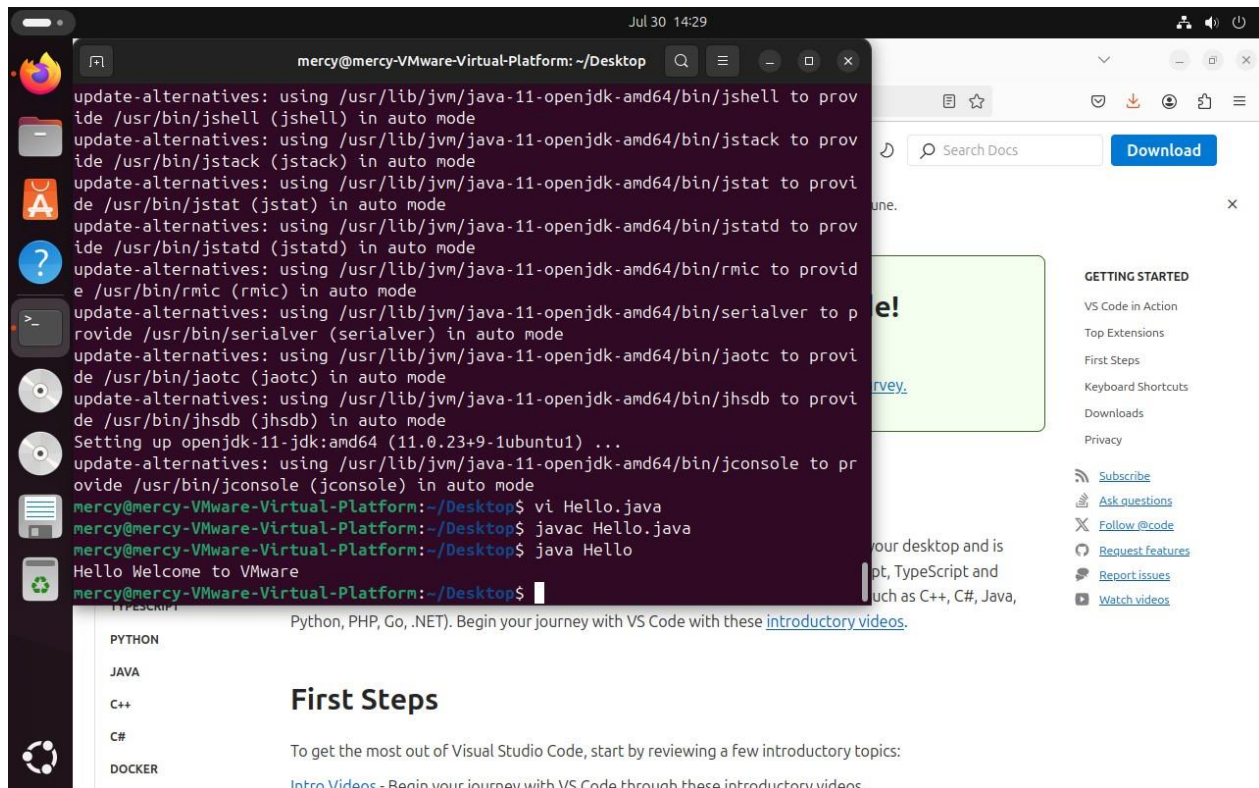 Jul 30 14:29
mercy@mercy-VMware-Virtual-Platform: ~/Desktop
update-alternatives: using /usr/lib/jvm/java-11-openjdk-amd64/bin/jshell to prov
ide /usr/bin/jshell (jshell) in auto mode
update-alternatives: using /usr/lib/jvm/java-11-openjdk-amd64/bin/jstack to prov
ide /usr/bin/jstack (jstack) in auto mode
update-alternatives: using /usr/lib/jvm/java-11-openjdk-amd64/bin/jstat to provi
de /usr/bin/jstat (jstat) in auto mode
update-alternatives: using /usr/lib/jvm/java-11-openjdk-amd64/bin/jstatd to prov
ide /usr/bin/jstatd (jstatd) in auto mode
update-alternatives: using /usr/lib/jvm/java-11-openjdk-amd64/bin/rmic to provid
e /usr/bin/rmic (rmic) in auto mode
update-alternatives: using /usr/lib/jvm/java-11-openjdk-amd64/bin/serialver to p
rovide /usr/bin/serialver (serialver) in auto mode
update-alternatives: using /usr/lib/jvm/java-11-openjdk-amd64/bin/jaotc to provi
de /usr/bin/jaotc (jaotc) in auto mode
update-alternatives: using /usr/lib/jvm/java-11-openjdk-amd64/bin/jhsdb to provi
de /usr/bin/jhsdb (jhsdb) in auto mode
Setting up openjdk-11-jdk:amd64 (11.0.23+9-1ubuntu1) ...
update-alternatives: using /usr/lib/jvm/java-11-openjdk-amd64/bin/jconsole to pr
ovide /usr/bin/jconsole (jconsole) in auto mode
mercy@mercy-VMware-Virtual-Platform:~/Desktop$ vi Hello.java
mercy@mercy-VMware-Virtual-Platform:~/Desktop$ javac Hello.java
mercy@mercy-VMware-Virtual-Platform:~/Desktop$ java Hello
Hello Welcome to VMware
mercy@mercy-VMware-Virtual-Platform:~/Desktop$
Search Docs
Download
une.
e!
rvey.
your desktop and is
pt, TypeScript and
uch as C++, C#, Java,
Python, PHP, Go, .NET). Begin your journey with VS Code with these introductory videos.
First Steps
To get the most out of Visual Studio Code, start by reviewing a few introductory topics:
Intro Videos - Begin your journey with VS Code through these introductory videos.
TYPESCRIPT
PYTHON
JAVA
C++
C#
DOCKER
GETTING STARTED
VS Code in Action
Top Extensions
First Steps
Keyboard Shortcuts
Downloads
Privacy
Subscribe
Ask questions
Follow @code
Request features
Report issues
Watch videos